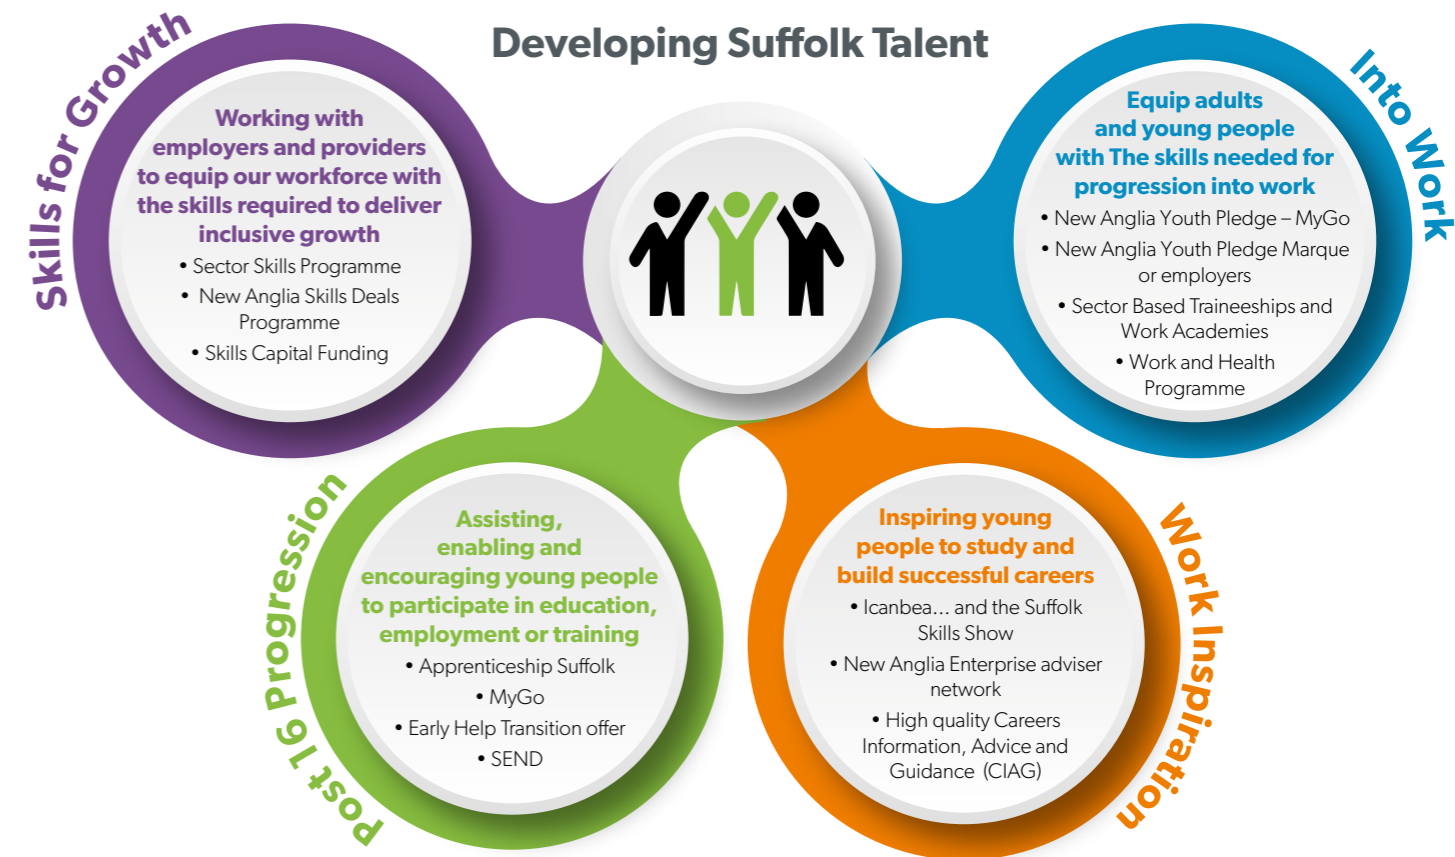 Developing Suffolk Talent
Skills for Growth
Working with
employers and providers
to equip our workforce with
the skills required to deliver
inclusive growth
• Sector Skills Programme
• New Anglia Skills Deals
Programme
• Skills Capital Funding
Into Work
Equip adults
and young people
with The skills needed for
progression into work
• New Anglia Youth Pledge – MyGo
• New Anglia Youth Pledge Marque
or employers
• Sector Based Traineeships and
Work Academies
• Work and Health
Programme
Post 16 Progression
Assisting,
enabling and
encouraging young people
to participate in education,
employment or training
• Apprenticeship Suffolk
• MyGo
• Early Help Transition offer
• SEND
Work Inspiration
Inspiring young
people to study and
build successful careers
• Icanbea... and the Suffolk
Skills Show
• New Anglia Enterprise adviser
network
• High quality Careers
Information, Advice and
Guidance (CIAG)